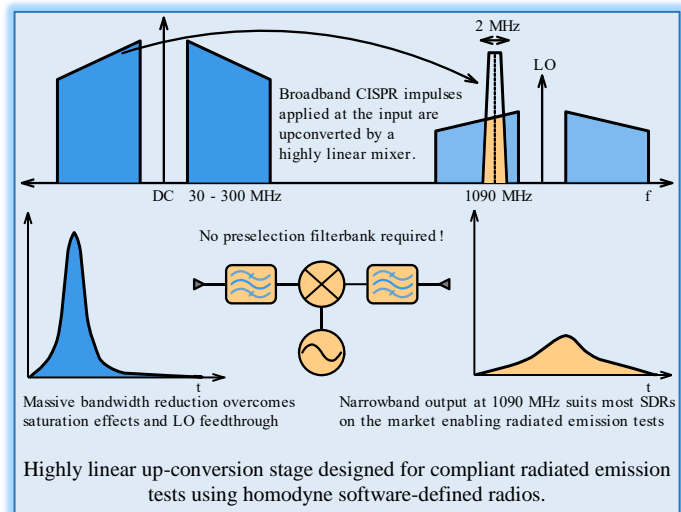 2 MHz
LO
Broadband CISPR impulses
applied at the input are
upconverted by a
highly linear mixer.
DC
30 - 300 MHz
1090 MHz
f
No preselection filterbank required !
t
t
Massive bandwidth reduction overcomes
saturation effects and LO feedthrough
Narrowband output at 1090 MHz suits most SDRs
on the market enabling radiated emission tests
Highly linear up-conversion stage designed for compliant radiated emission
tests using homodyne software-defined radios.